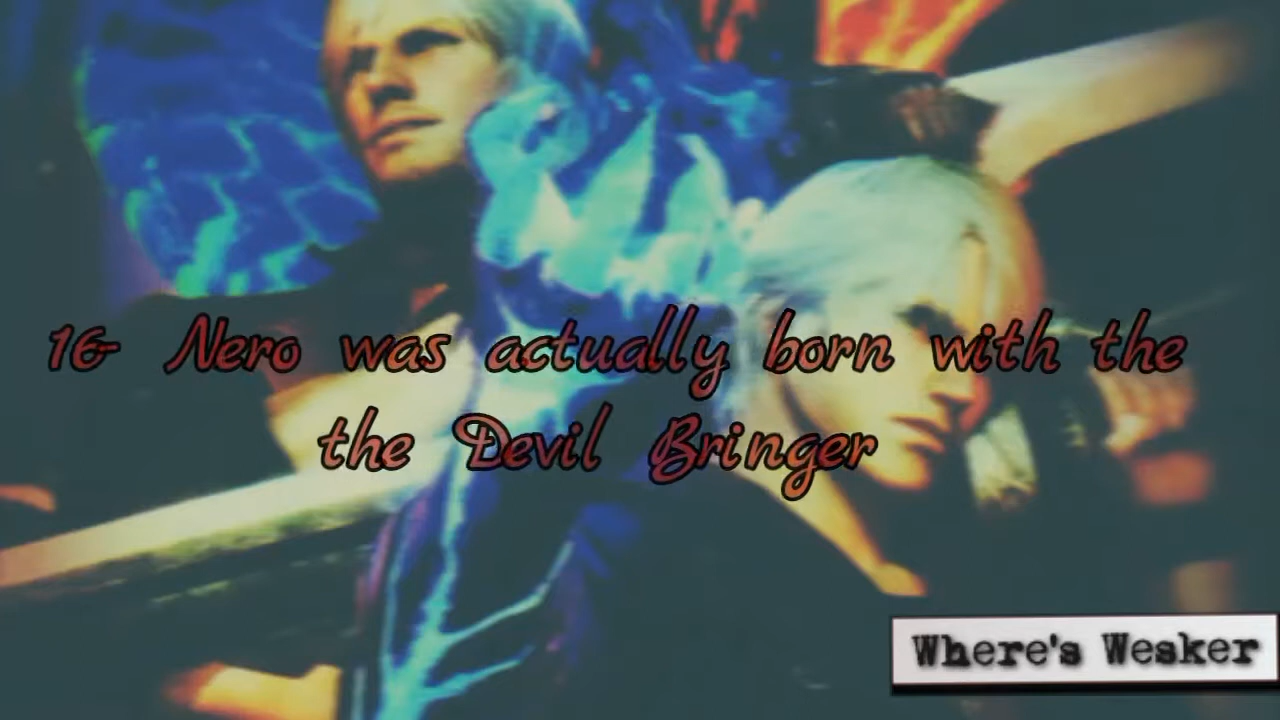 16- Nero was actually born with the
the Devil Bringer
Where's Wesker